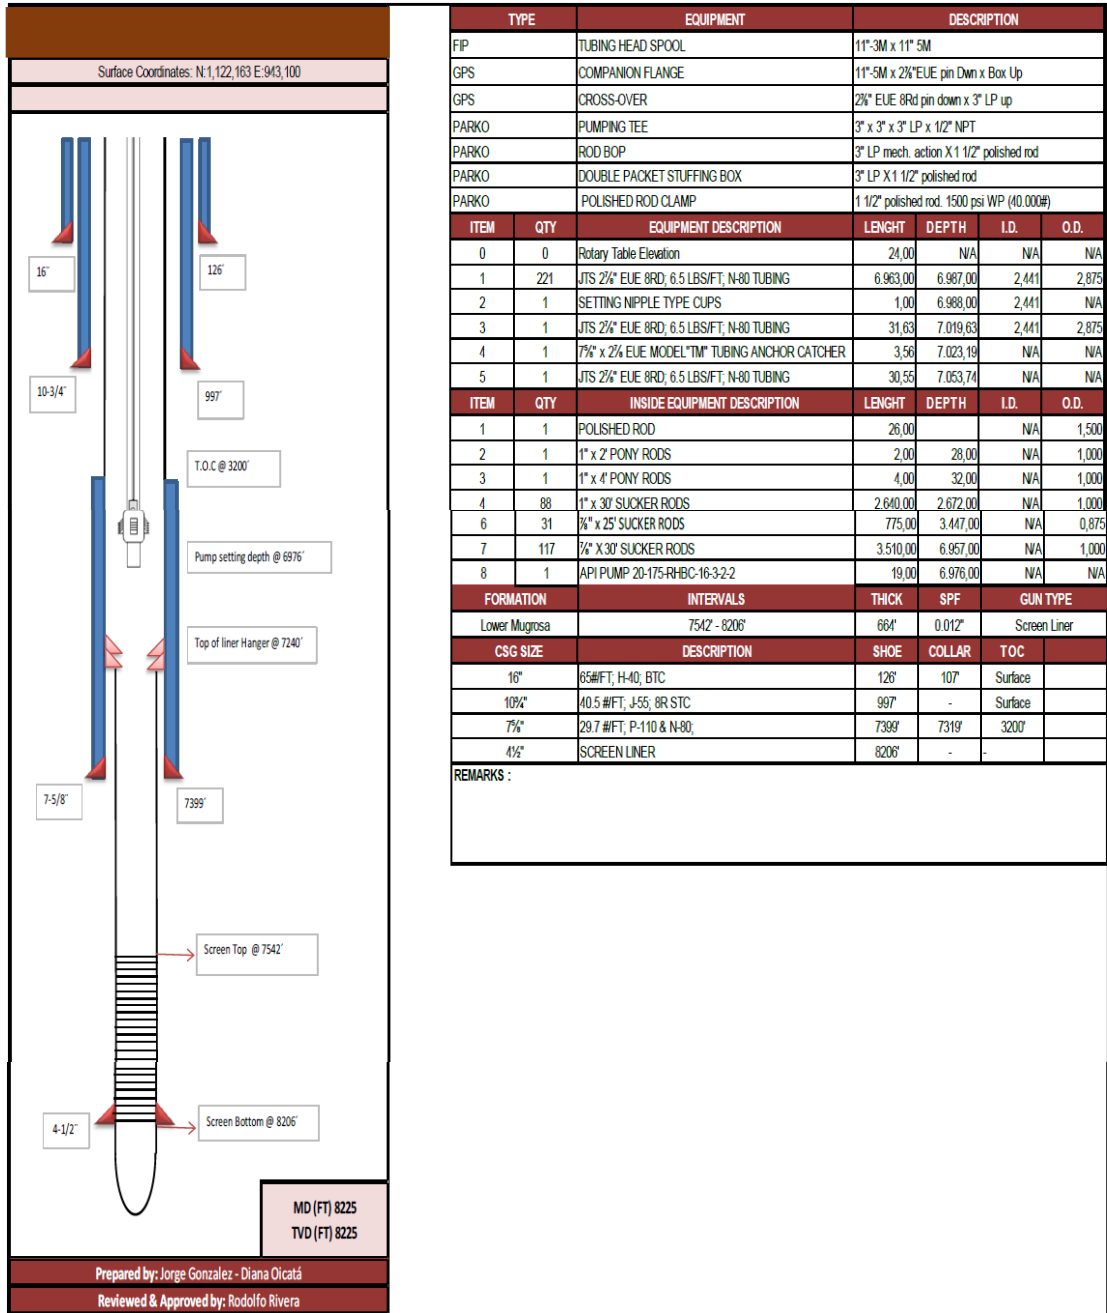 Surface Coordinates: N:1,122,163 E:943,100
16¨
126´
10-3/4¨
997´
T.O.C @ 3200´
Pump setting depth @ 6976´
Top of liner Hanger @ 7240´
7-5/8¨
7399´
Screen Top @ 7542´
4-1/2¨
Screen Bottom @ 8206´
MD (FT) 8225
TVD (FT) 8225
Prepared by: Jorge Gonzalez - Diana Oicatá
Reviewed & Approved by: Rodolfo Rivera
TYPE EQUIPMENT DESCRIPTION
FIP TUBING HEAD SPOOL 11"-3M x 11" 5M
GPS COMPANION FLANGE 11"-5M x 2⅞"EUE pin Dwn x Box Up
GPS CROSS-OVER 2⅞" EUE 8Rd pin down x 3" LP up
PARKO PUMPING TEE 3" x 3" x 3" LP x 1/2" NPT
PARKO ROD BOP 3" LP mech. action X 1 1/2" polished rod
PARKO DOUBLE PACKET STUFFING BOX 3" LP X 1 1/2" polished rod
PARKO POLISHED ROD CLAMP 1 1/2" polished rod. 1500 psi WP (40.000#)
ITEM QTY EQUIPMENT DESCRIPTION LENGHT DEPTH I.D. O.D.
0 0 Rotary Table Elevation 24,00 N/A N/A N/A
1 221 JTS 2⅞" EUE 8RD; 6.5 LBS/FT; N-80 TUBING 6.963,00 6.987,00 2,441 2,875
2 1 SETTING NIPPLE TYPE CUPS 1,00 6.988,00 2,441 N/A
3 1 JTS 2⅞" EUE 8RD; 6.5 LBS/FT; N-80 TUBING 31,63 7.019,63 2,441 2,875
4 1 7⅝" x 2⅞ EUE MODEL"TM" TUBING ANCHOR CATCHER 3,56 7.023,19 N/A N/A
5 1 JTS 2⅞" EUE 8RD; 6.5 LBS/FT; N-80 TUBING 30,55 7.053,74 N/A N/A
ITEM QTY INSIDE EQUIPMENT DESCRIPTION LENGHT DEPTH I.D. O.D.
1 1 POLISHED ROD 26,00 N/A 1,500
2 1 1" x 2' PONY RODS 2,00 28,00 N/A 1,000
3 1 1" x 4' PONY RODS 4,00 32,00 N/A 1,000
4 88 1" x 30' SUCKER RODS 2.640,00 2.672,00 N/A 1,000
6 31 ⅞" x 25' SUCKER RODS 775,00 3.447,00 N/A 0,875
7 117 ⅞" X 30' SUCKER RODS 3.510,00 6.957,00 N/A 1,000
8 1 API PUMP 20-175-RHBC-16-3-2-2 19,00 6.976,00 N/A N/A
FORMATION INTERVALS THICK SPF GUN TYPE
Lower Mugrosa 7542' - 8206' 664' 0.012" Screen Liner
CSG SIZE DESCRIPTION SHOE COLLAR TOC
16" 65#/FT; H-40; BTC 126' 107' Surface
10¾" 40.5 #/FT; J-55; 8R STC 997' - Surface
7⅝" 29.7 #/FT; P-110 & N-80; 7399' 7319' 3200'
4½" SCREEN LINER 8206' - -
REMARKS :